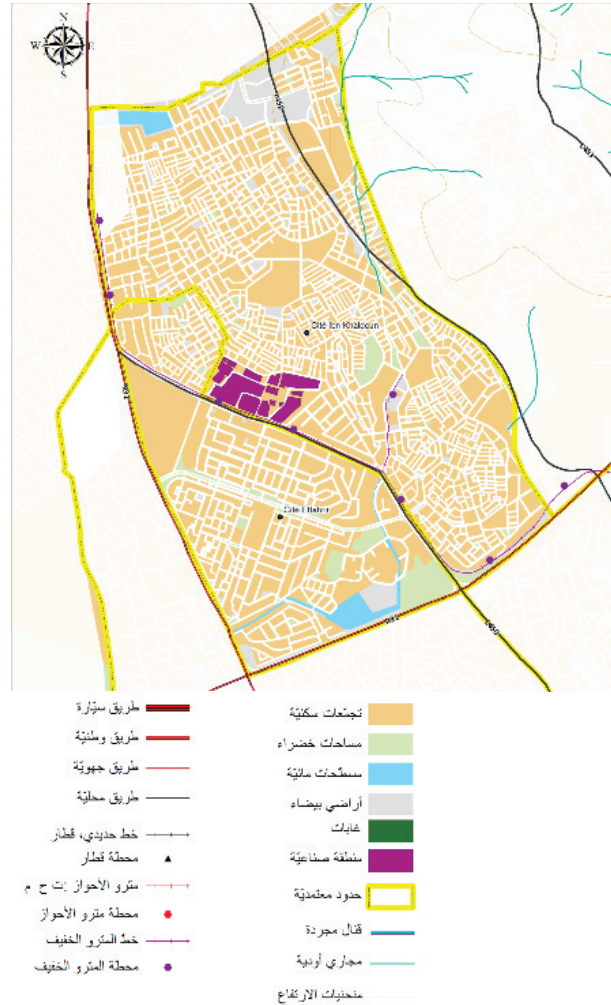 N
W E
S
Cité Ibn Khaldoun
Cité Ettahrir
طريق سيّارة
طريق وطنيّة
طريق جهويّة
طريق محليّة
خط حديدي، قطار
محطة قطار
مترو الأحواز :ت ح م
محطة مترو الأحواز
خط المترو الخفيف
محطة المترو الخفيف
تجمّعات سكنيّة
مساحات خضراء
مسطّحات مائيّة
أراضي بيضاء
غابات
منطقة صناعيّة
حدود معتمديّة
قنال مجردة
مجاري أودية
منحنيات الارتفاع